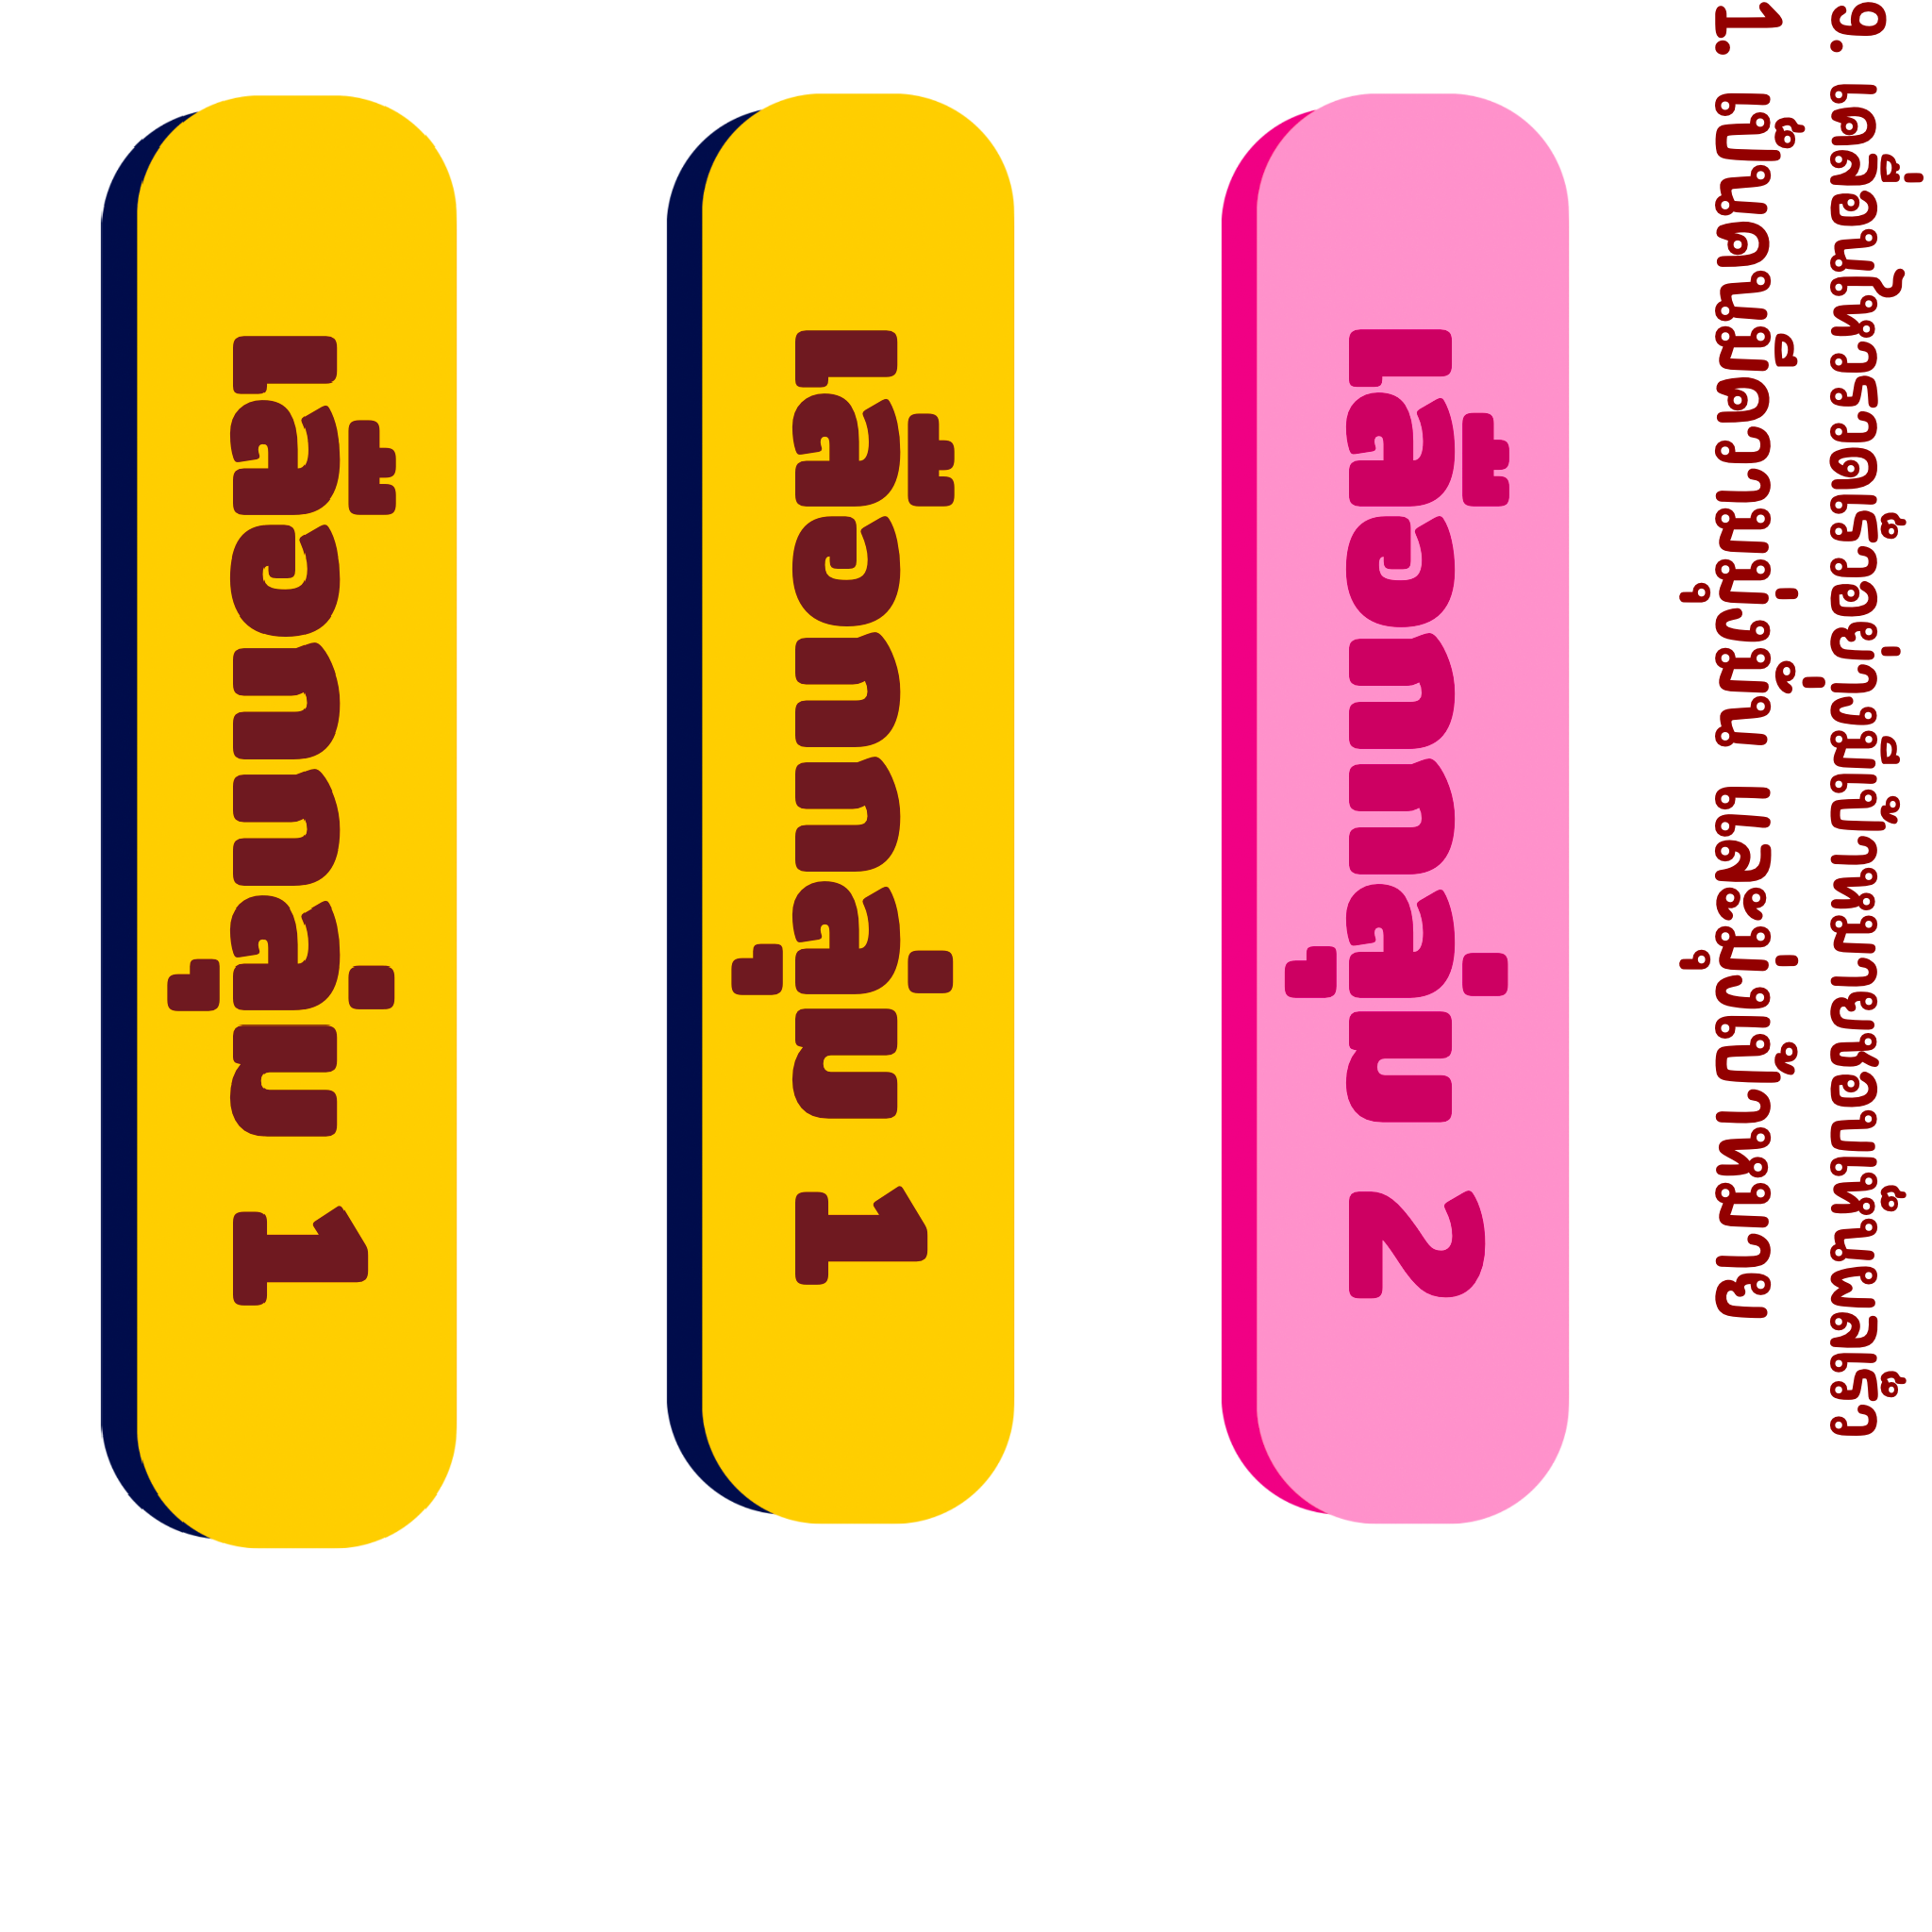 9. เคลื่อนไหวรวดเร็วอย่างมีเป้าหมายชอบเห็นผลเร็ว
1. เป็นคนมีความมุ่งมั่น และมุ่งเป้าหมาย
เลือกกลุ่ม 2
เลือกกลุ่ม 1
เลือกกลุ่ม 1